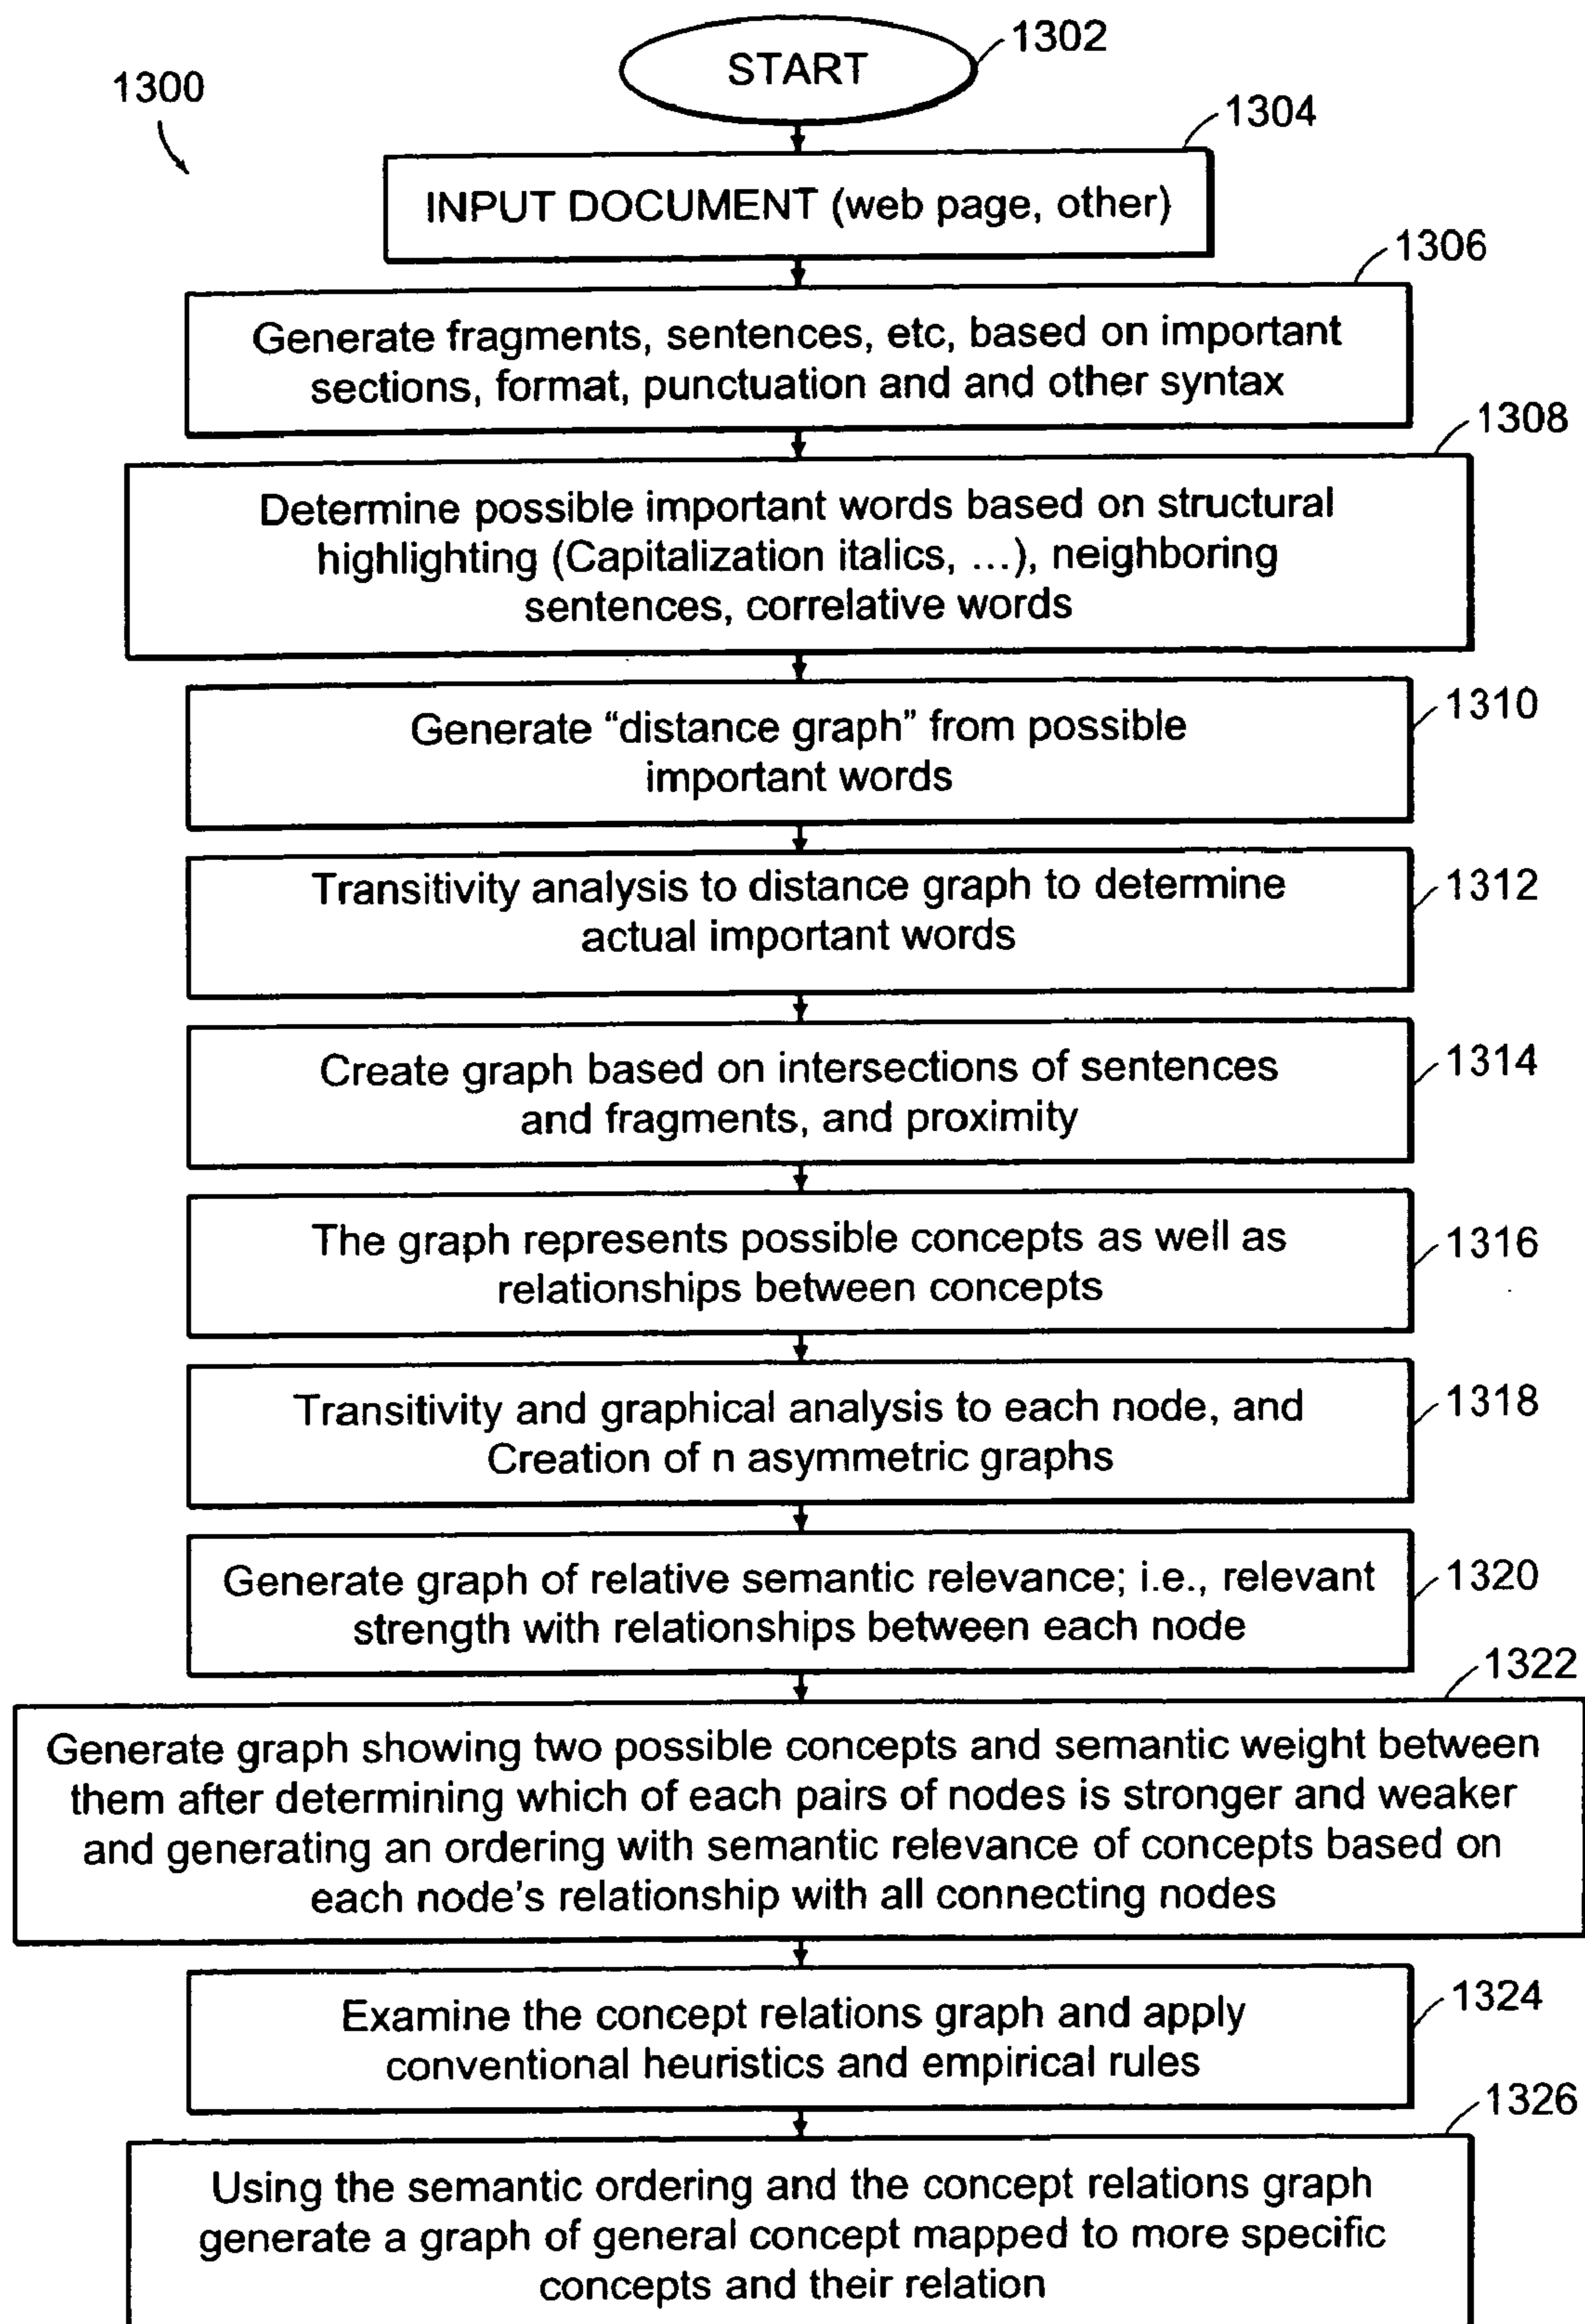 1302
START
1300
1304
INPUT DOCUMENT (web page, other)
1306
Generate fragments, sentences, etc, based on important
sections, format, punctuation and and other syntax
1308
Determine possible important words based on structural
highlighting (Capitalization italics, ...), neighboring
sentences, correlative words
1310
Generate “distance graph” from possible
important words
1312
Transitivity analysis to distance graph to determine
actual important words
1314
Create graph based on intersections of sentences
and fragments, and proximity
1316
The graph represents possible concepts as well as
relationships between concepts
1318
Transitivity and graphical analysis to each node, and
Creation of n asymmetric graphs
1320
Generate graph of relative semantic relevance; i.e., relevant
strength with relationships between each node
1322
Generate graph showing two possible concepts and semantic weight between
them after determining which of each pairs of nodes is stronger and weaker
and generating an ordering with semantic relevance of concepts based on
each node’s relationship with all connecting nodes
1324
Examine the concept relations graph and apply
conventional heuristics and empirical rules
1326
Using the semantic ordering and the concept relations graph
generate a graph of general concept mapped to more specific
concepts and their relation